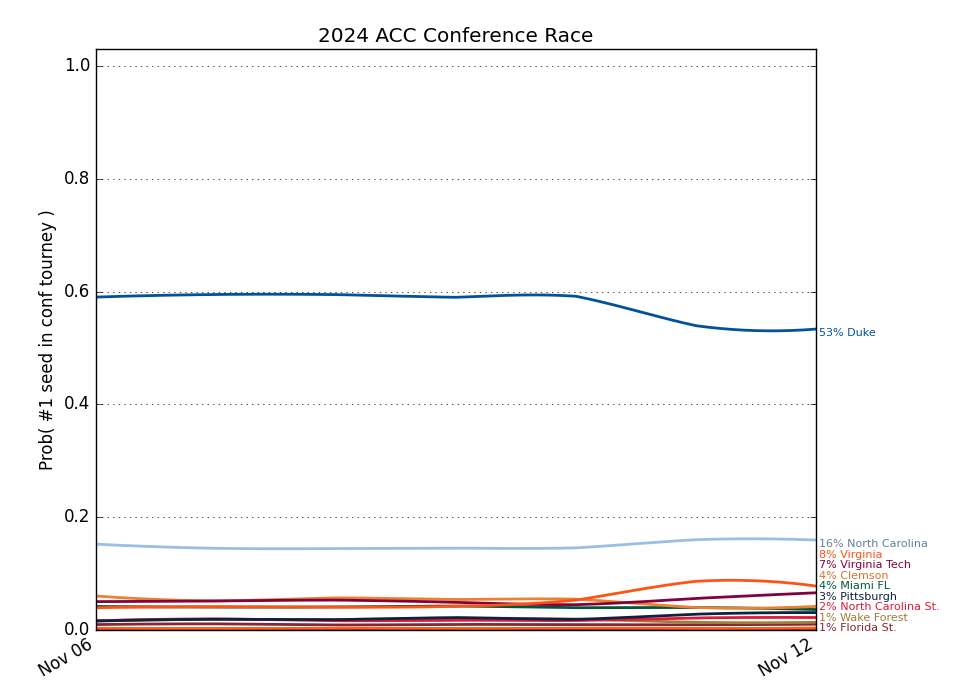 2024 ACC Conference Race
Prob( #1 seed in conf tourney )
1.0
0.8
0.6
0.4
0.2
0.0
Nov 06
Nov 12
53% Duke
16% North Carolina
8% Virginia
7% Virginia Tech
4% Clemson
4% Miami FL
3% Pittsburgh
2% North Carolina St.
1% Wake Forest
1% Florida St.